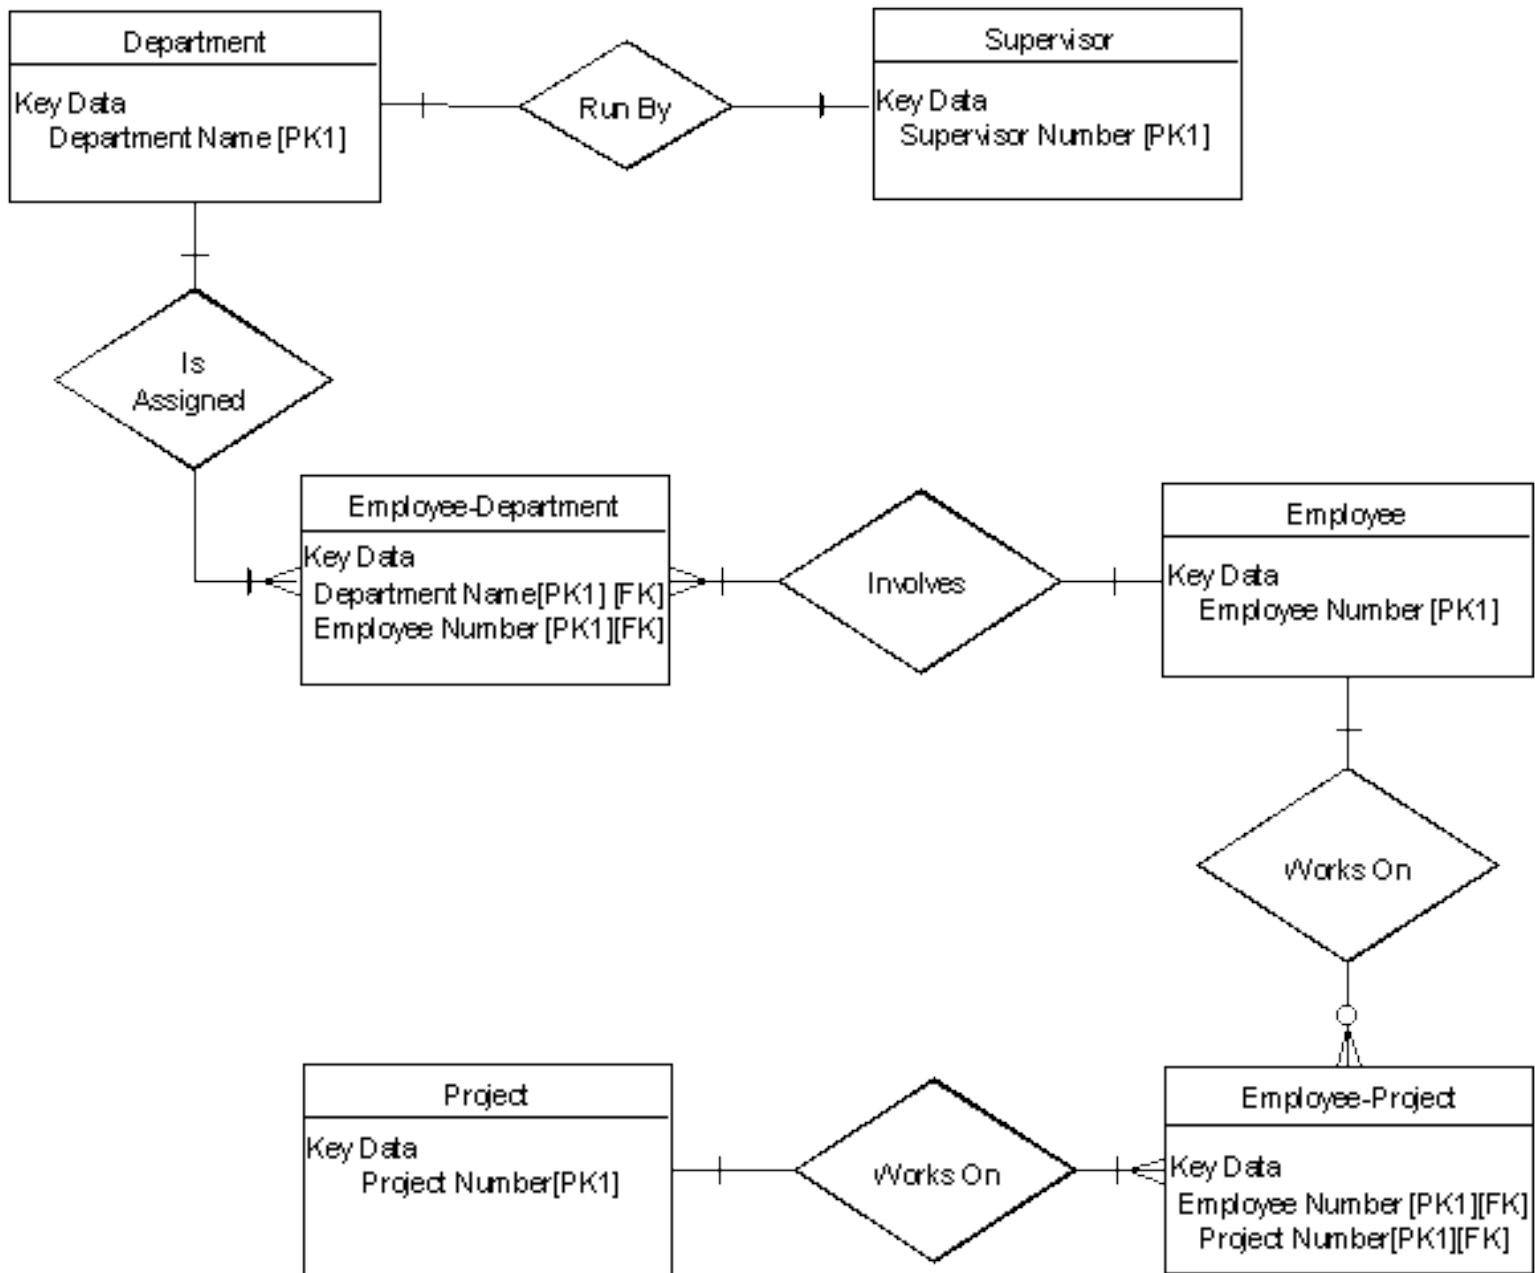 Department
Key Data
Department Name [PK1]
Run By
Supervisor
Key Data
Supervisor Number [PK1]
Is
Assigned
Employee-Department
Key Data
Department Name[PK1] [FK]
Employee Number [PK1][FK]
Involves
Employee
Key Data
Employee Number [PK1]
Works On
Project
Key Data
Project Number[PK1]
Works On
Employee-Project
Key Data
Employee Number [PK1][FK]
Project Number[PK1][FK]